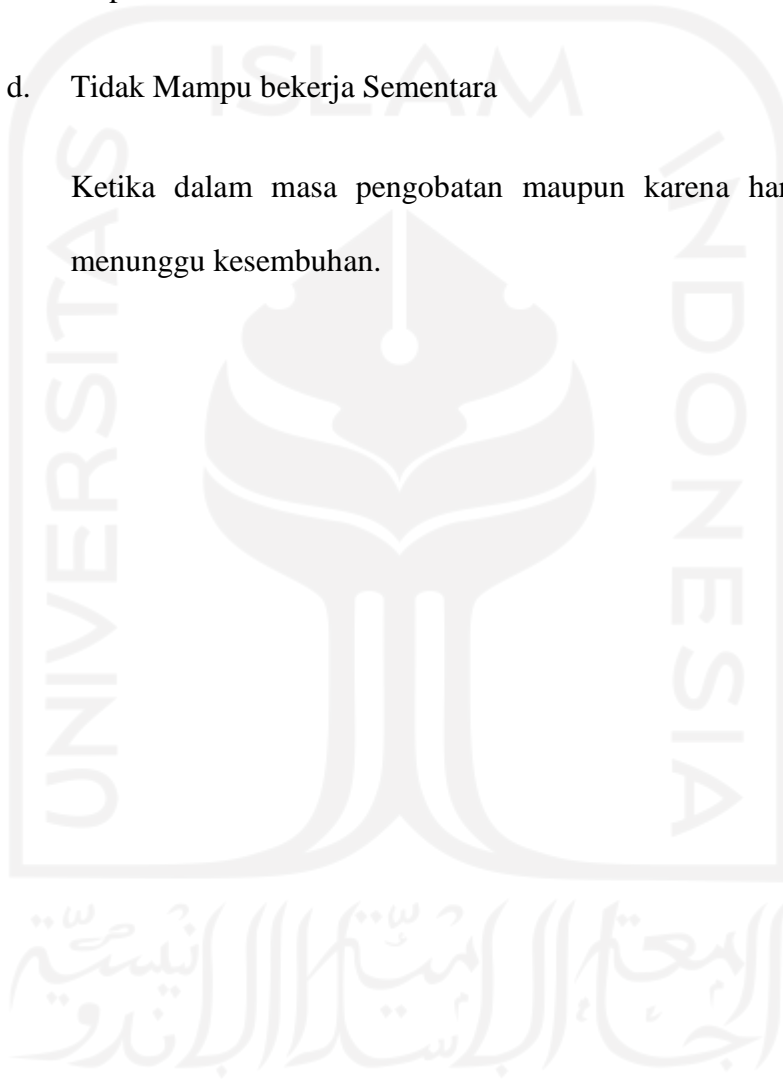 d. Tidak Mampu bekerja Sementara
Ketika dalam masa pengobatan maupun karena har
menunggu kesembuhan.
ISLAM
UNIVERSITAS
INDONESIA